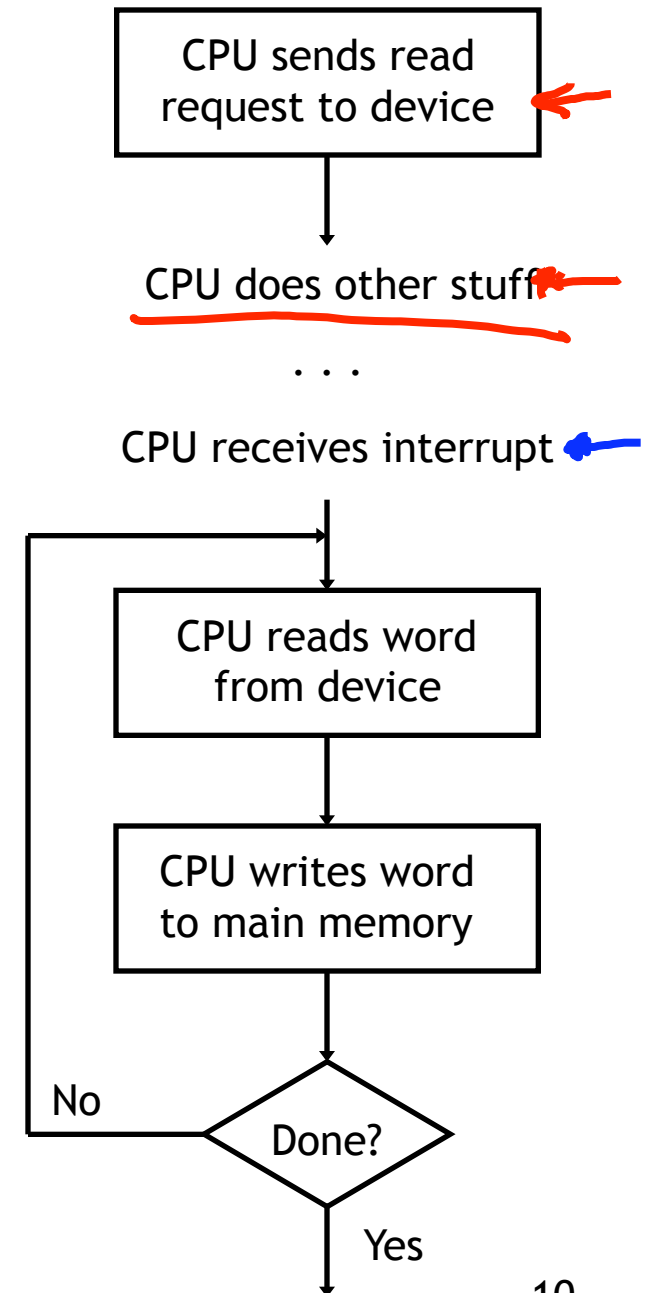 CPU sends read
request to device
CPU does other stuff
. . .
CPU receives interrupt
CPU reads word
from device
CPU writes word
to main memory
No
Done?
Yes
10